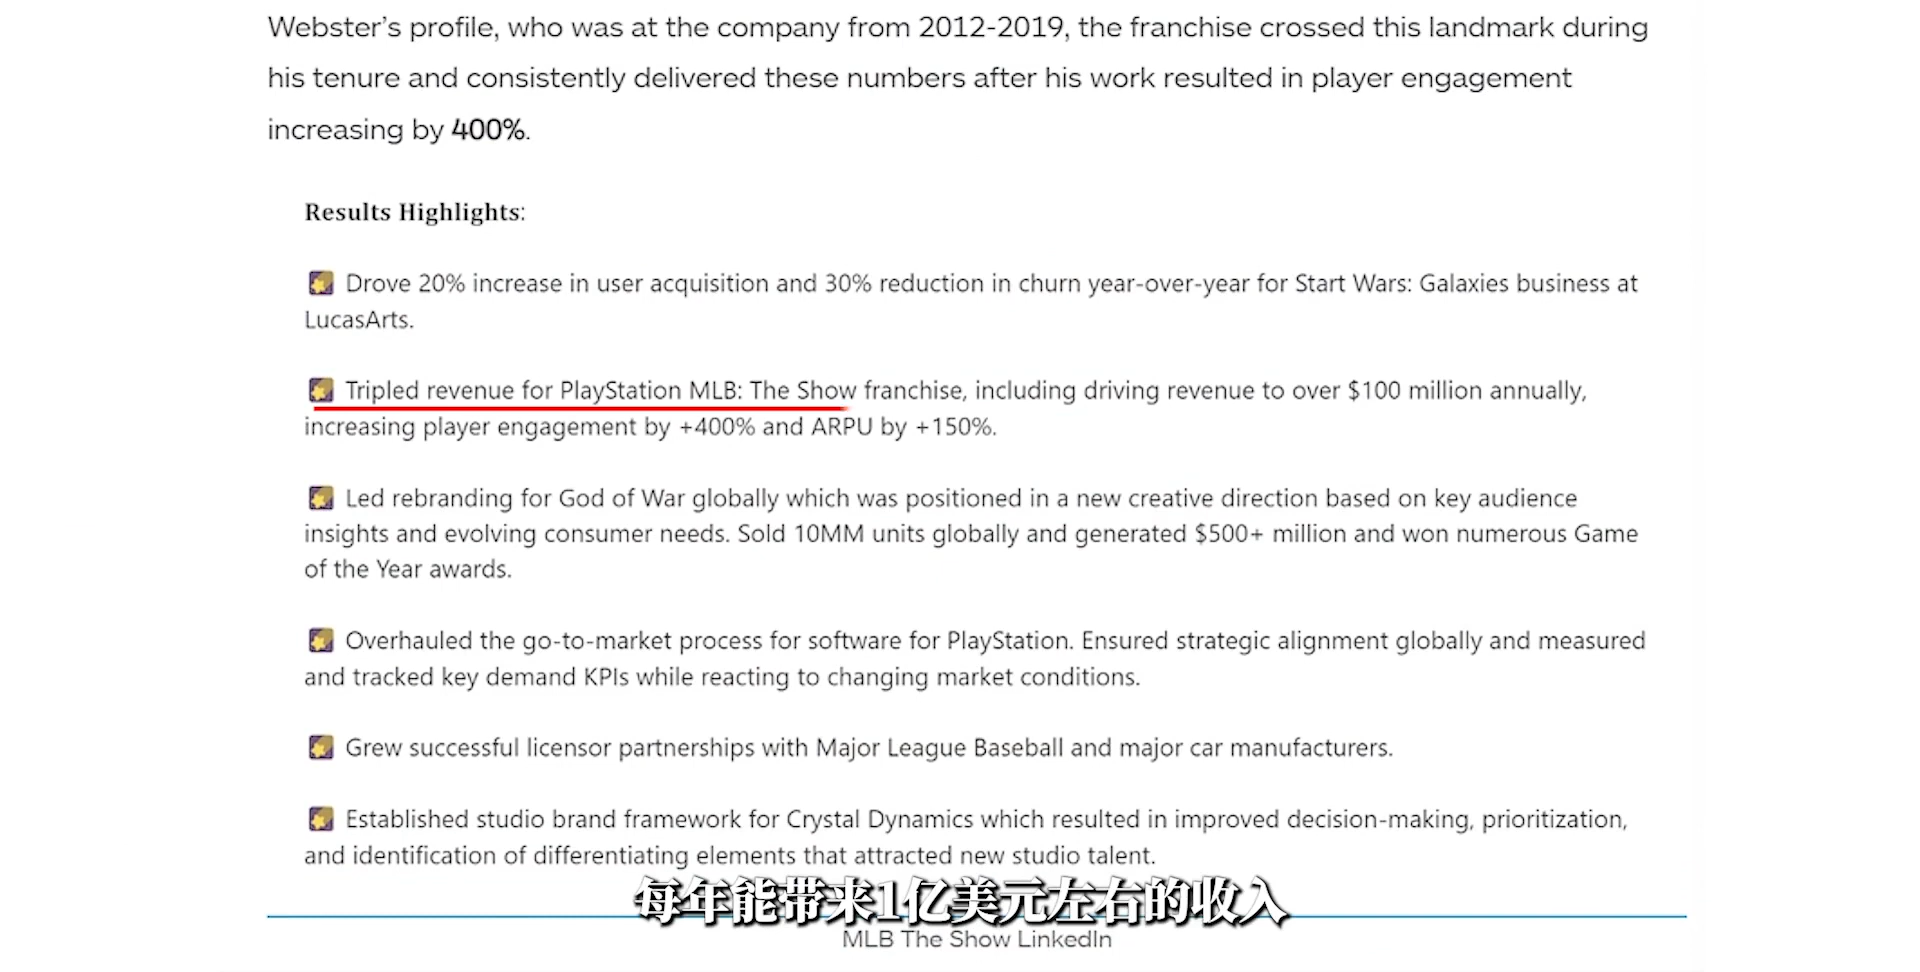 Webster’s profile, who was at the company from 2012-2019, the franchise crossed this landmark during
his tenure and consistently delivered these numbers after his work resulted in player engagement
increasing by 400%.
Results Highlights:
Drove 20% increase in user acquisition and 30% reduction in churn year-over-year for Start Wars: Galaxies business at
LucasArts.
Tripled revenue for PlayStation MLB: The Show franchise, including driving revenue to over $100 million annually,
increasing player engagement by +400% and ARPU by +150%.
Led rebranding for God of War globally which was positioned in a new creative direction based on key audience
insights and evolving consumer needs. Sold 10MM units globally and generated $500+ million and won numerous Game
of the Year awards.
Overhauled the go-to-market process for software for PlayStation. Ensured strategic alignment globally and measured
and tracked key demand KPIs while reacting to changing market conditions.
Grew successful licensor partnerships with Major League Baseball and major car manufacturers.
Established studio brand framework for Crystal Dynamics which resulted in improved decision-making, prioritization,
and identification of differentiating elements that attracted new studio talent.
每年能带来1亿美元左右的收入
MLB The Show LinkedIn